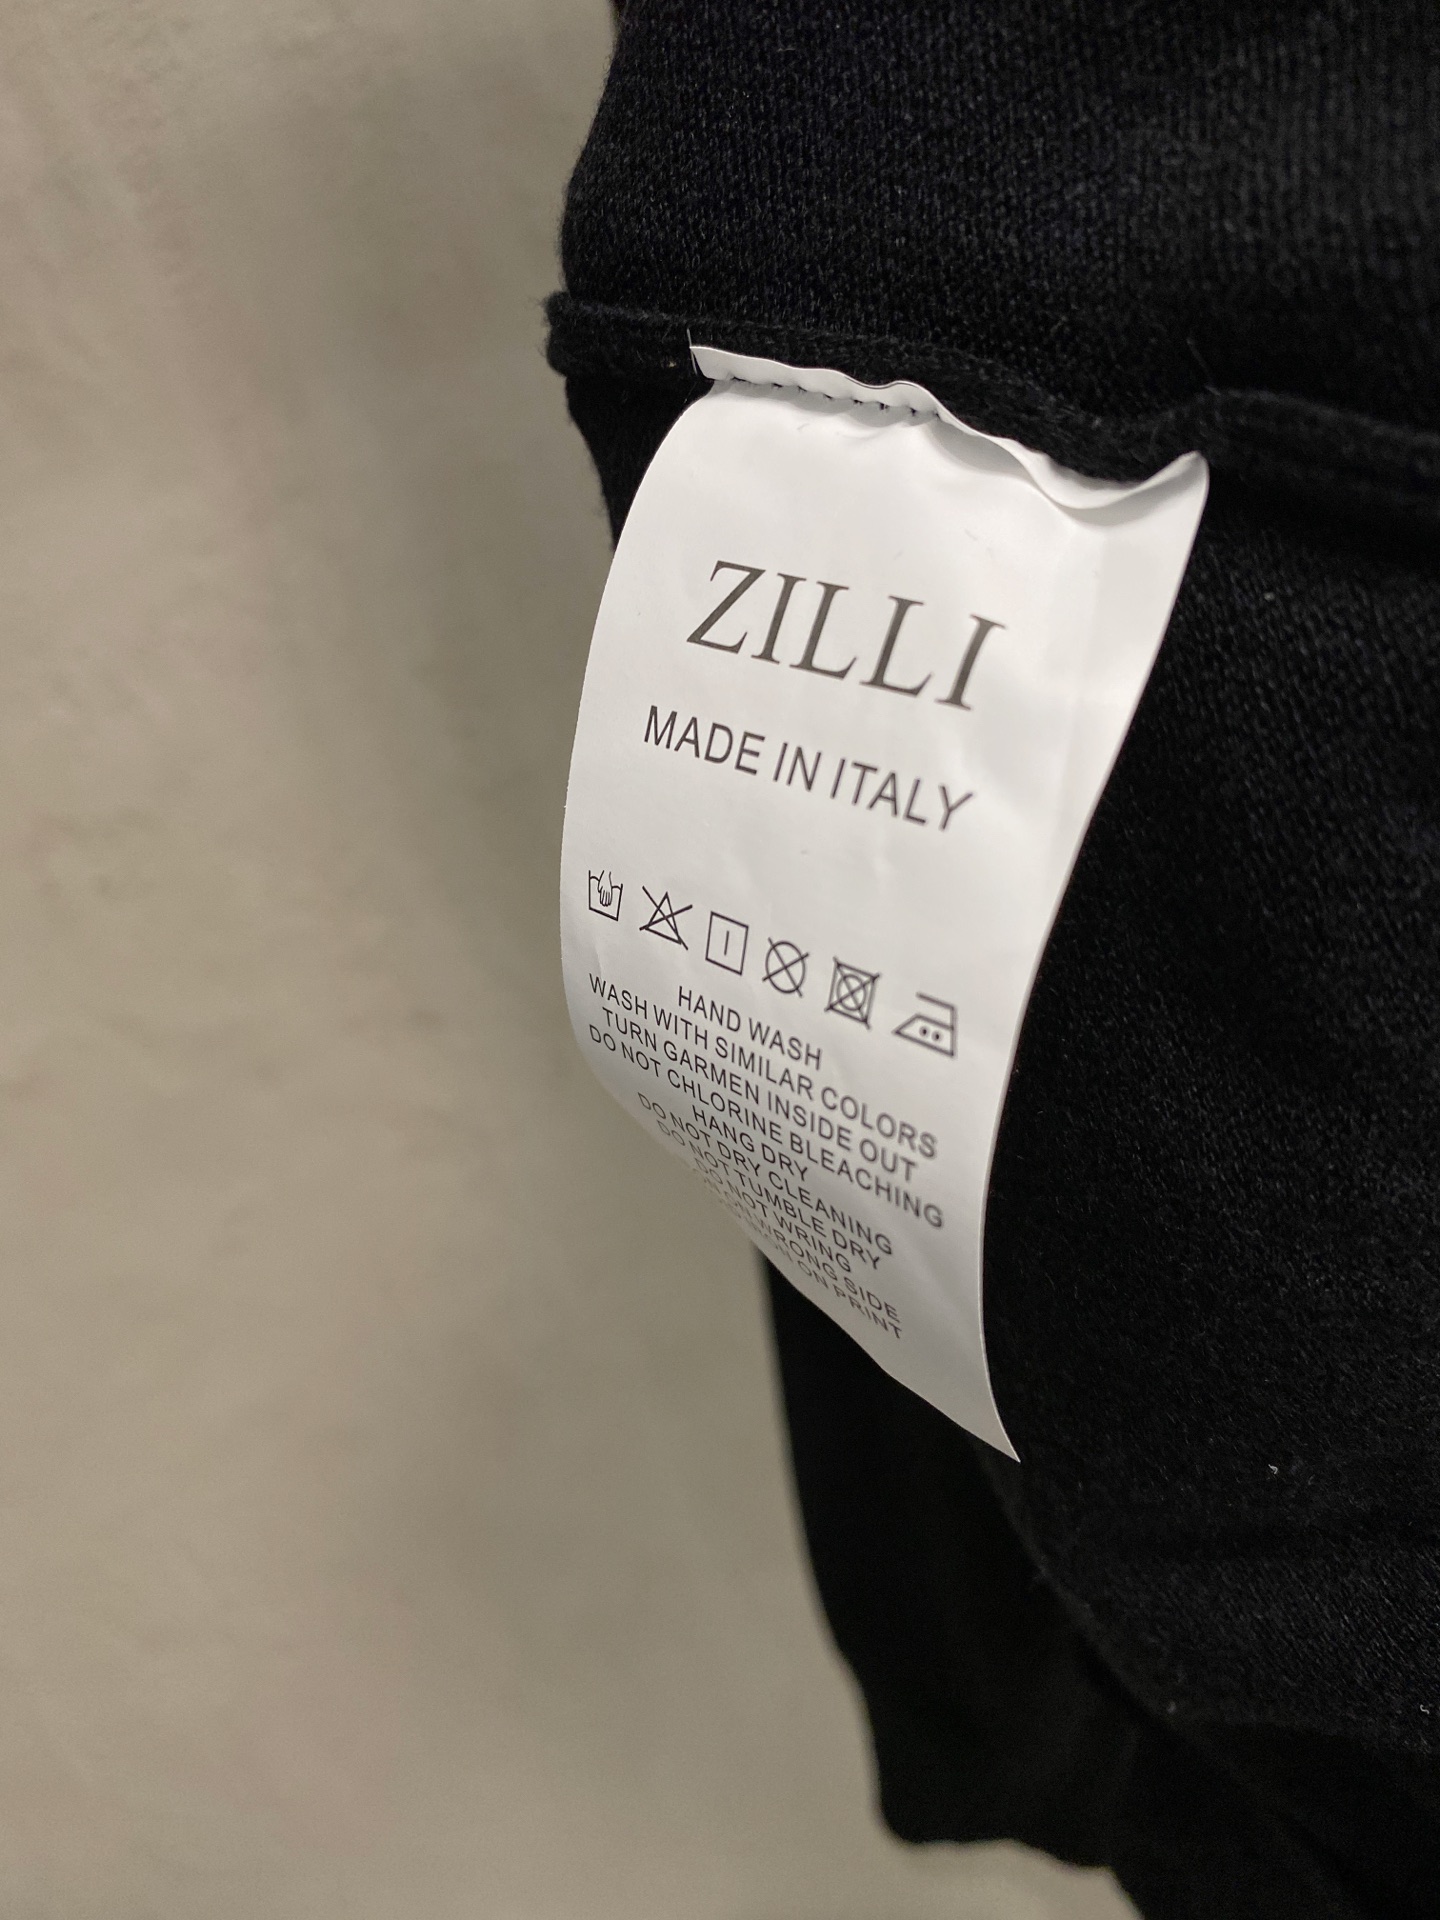 ZILLI
MADE IN ITALY
HAND WASH
WASH WITH SIMILAR COLORS
TURN GARMEN INSIDE OUT
DO NOT CHLORINE BLEACHING
HANG DRY
DO NOT DRY CLEANING
DO NOT TUMBLE DRY
DO NOT WRING
ON WRONG SIDE
ON PRINT